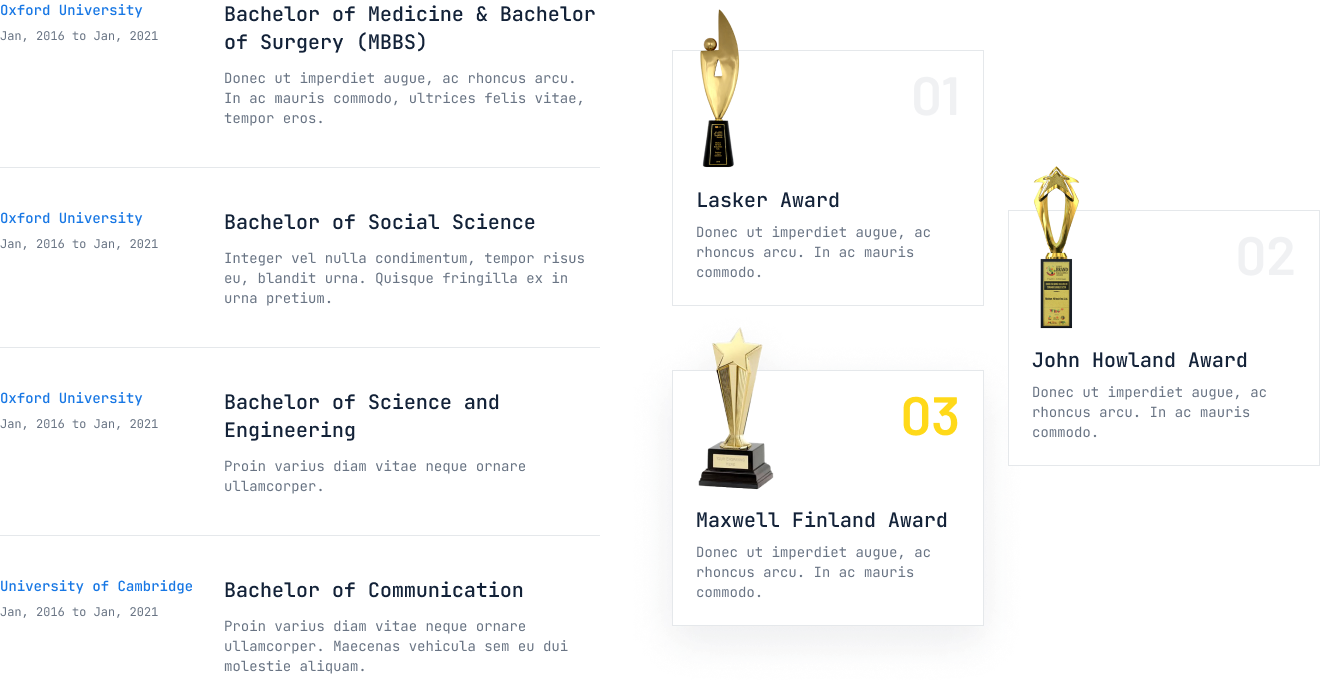 Oxford University
Jan, 2016 to Jan, 2021
Bachelor of Medicine & Bachelor
of Surgery (MBBS)
Donec ut imperdiet augue, ac rhoncus arcu.
In ac mauris commodo, ultrices felis vitae,
tempor eros.
Oxford University
Jan, 2016 to Jan, 2021
Bachelor of Social Science
Integer vel nulla condimentum, tempor risus
eu, blandit urna. Quisque fringilla ex in
urna pretium.
Oxford University
Jan, 2016 to Jan, 2021
Bachelor of Science and
Engineering
Proin varius diam vitae neque ornare
ullamcorper.
University of Cambridge
Jan, 2016 to Jan, 2021
Bachelor of Communication
Proin varius diam vitae neque ornare
ullamcorper. Maecenas vehicula sem eu dui
molestie aliquam.
01
Lasker Award
Donec ut imperdiet augue, ac
rhoncus arcu. In ac mauris
commodo.
02
John Howland Award
Donec ut imperdiet augue, ac
rhoncus arcu. In ac mauris
commodo.
03
Maxwell Finland Award
Donec ut imperdiet augue, ac
rhoncus arcu. In ac mauris
commodo.